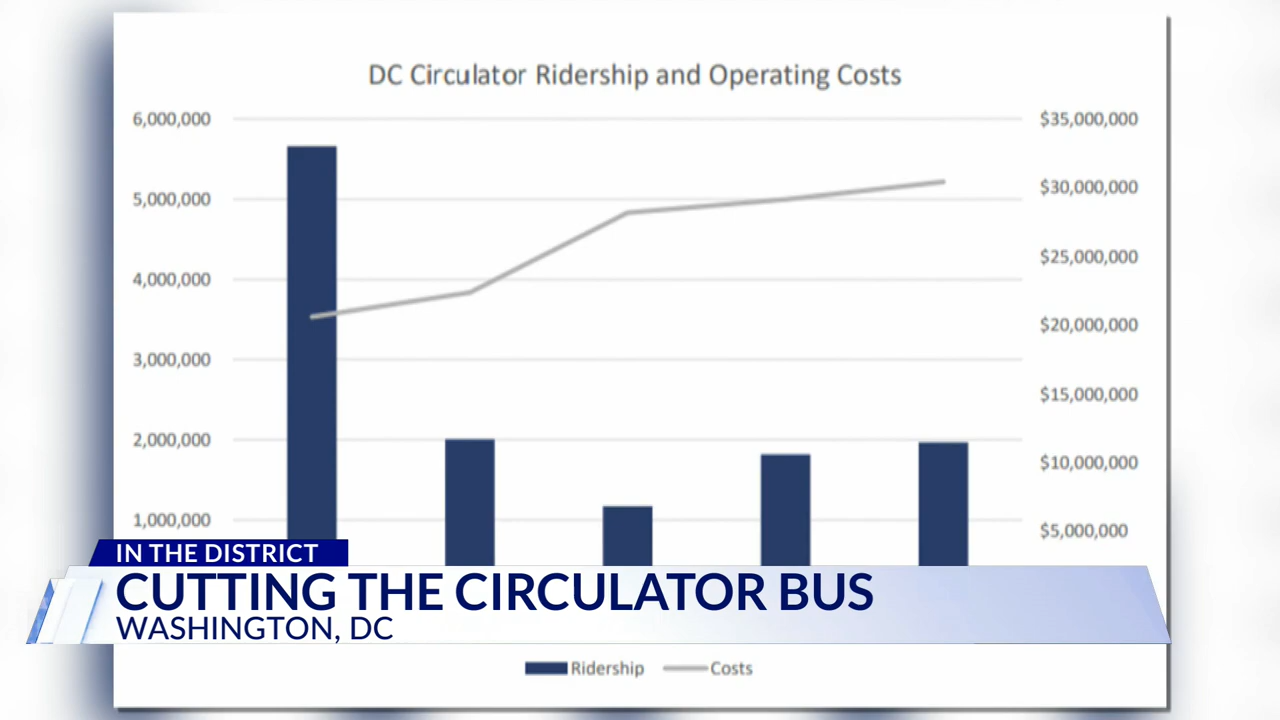 DC Circulator Ridership and Operating Costs
6,000,000
$35,000,000
5,000,000
$30,000,000
4,000,000
$25,000,000
3,000,000
$20,000,000
2,000,000
$15,000,000
1,000,000
$10,000,000
$5,000,000
IN THE DISTRICT
CUTTING THE CIRCULATOR BUS
WASHINGTON, DC
Ridership
Costs